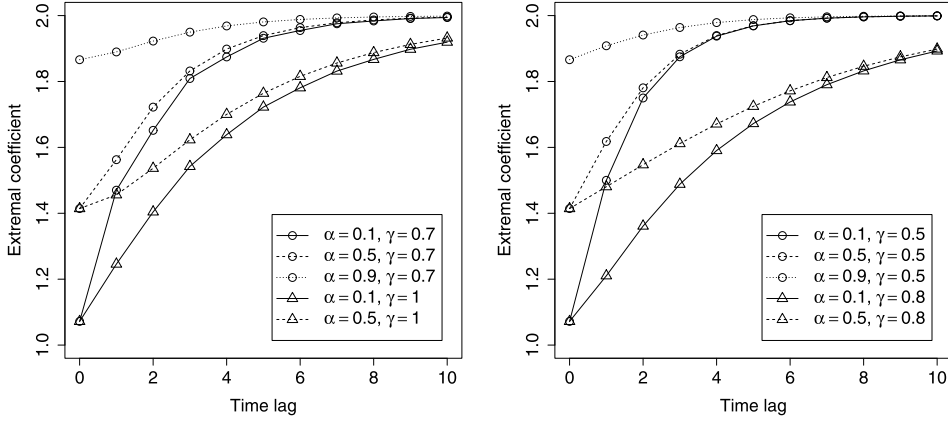 Extremal coefficient
2.0
1.8
1.6
1.4
1.2
1.0
0 2 4 6 8 10
Time lag
α = 0.1, γ = 0.7
α = 0.5, γ = 0.7
α = 0.9, γ = 0.7
α = 0.1, γ = 1
α = 0.5, γ = 1
Extremal coefficient
2.0
1.8
1.6
1.4
1.2
1.0
0 2 4 6 8 10
Time lag
α = 0.1, γ = 0.5
α = 0.5, γ = 0.5
α = 0.9, γ = 0.5
α = 0.1, γ = 0.8
α = 0.5, γ = 0.8